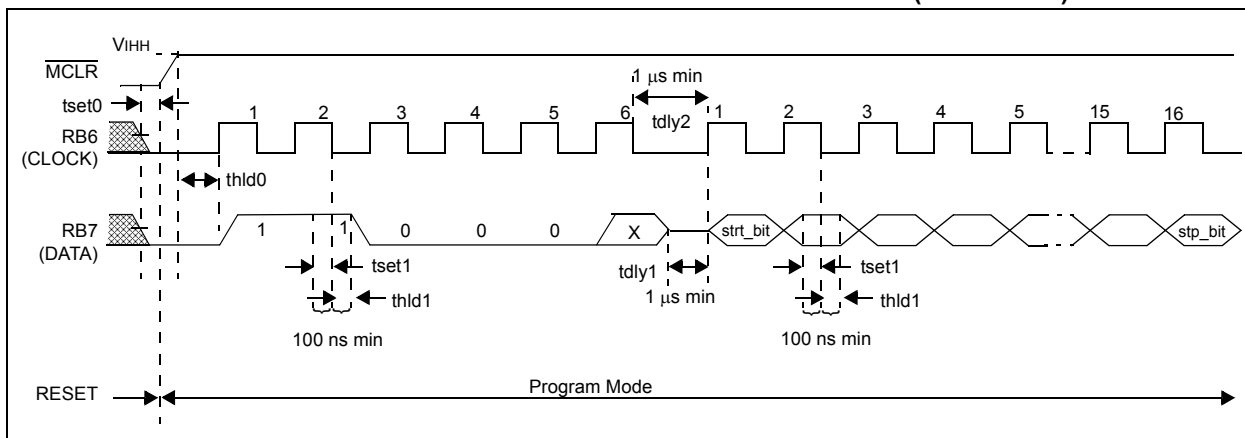 VIHH
MCLR
1 µs min
tset0
1 2 3 4 5 6 1 2 3 4 5 15 16
tdly2
RB6
(CLOCK)
thld0
RB7
(DATA)
1 1 0 0 0 X strt_bit stp_bit
tset1 tdly1 tset1
thld1 1 µs min thld1
100 ns min 100 ns min
RESET Program Mode